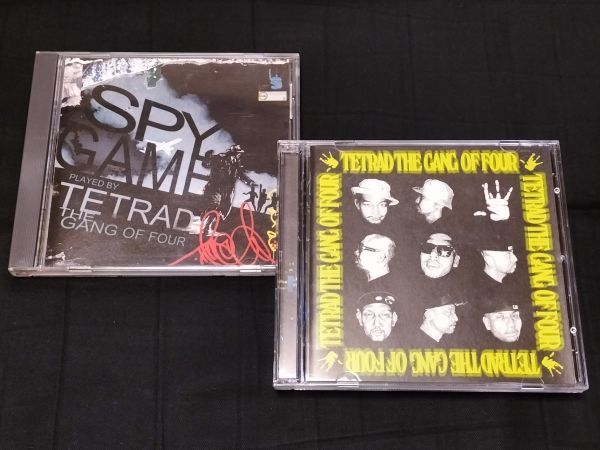 SPY
GAME
PLAYED BY
TETRAD
THE
GANG OF FOUR
TETRAD THE GANG OF FOUR
TETRAD THE GANG OF FOUR
TETRAD THE GANG OF FOUR
TETRAD THE GANG OF FOUR